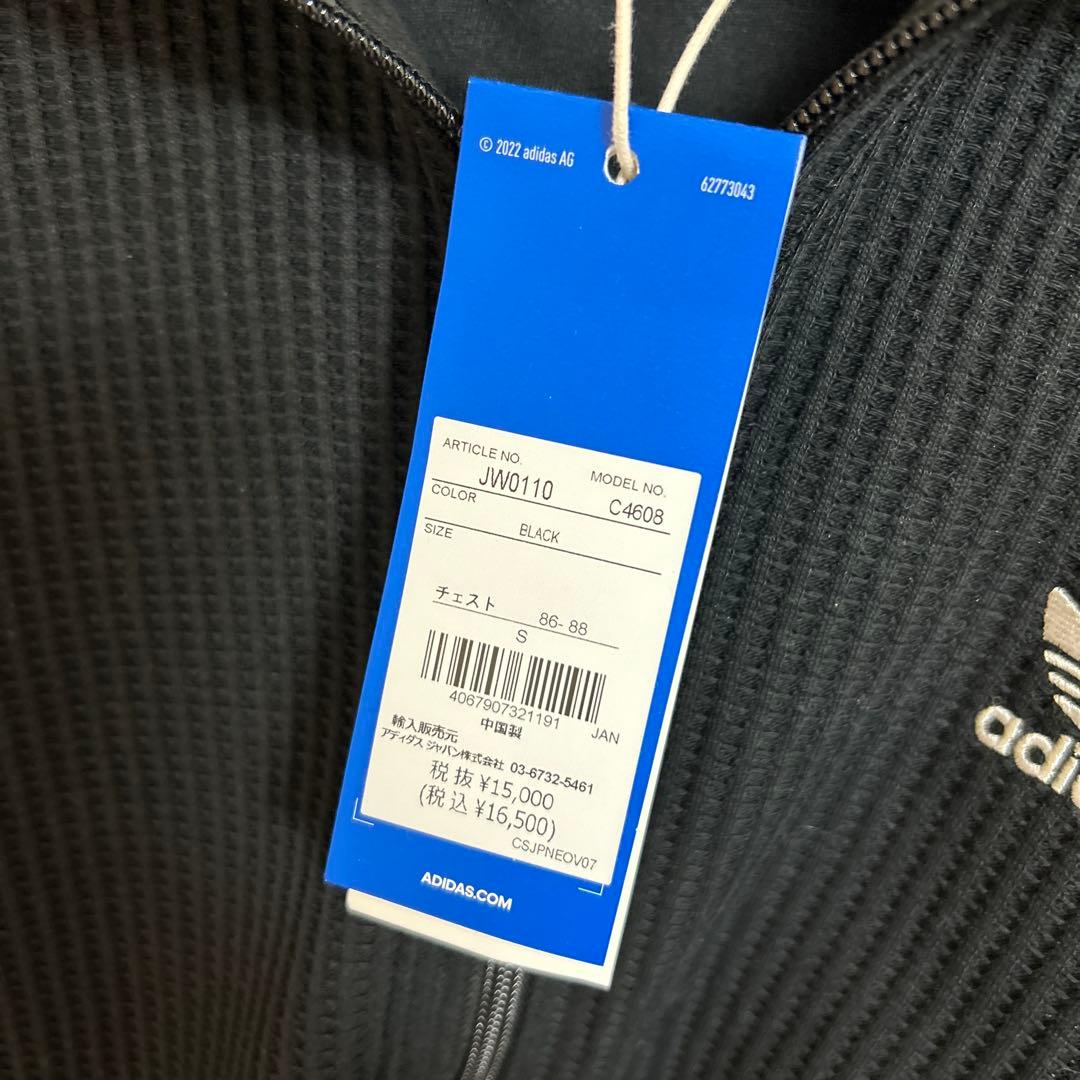 © 2022 adidas AG
62773043
ARTICLE NO.
MODEL NO.
JW0110
C4608
COLOR
BLACK
SIZE
チェスト 86- 88
S
4067907321191
JAN
中国製
輸入販売元
アディダス ジャパン株式会社 03-6732-5461
税 抜 ¥15,000
(税 込 ¥16,500)
CSJPNEOV07
ADIDAS.COM